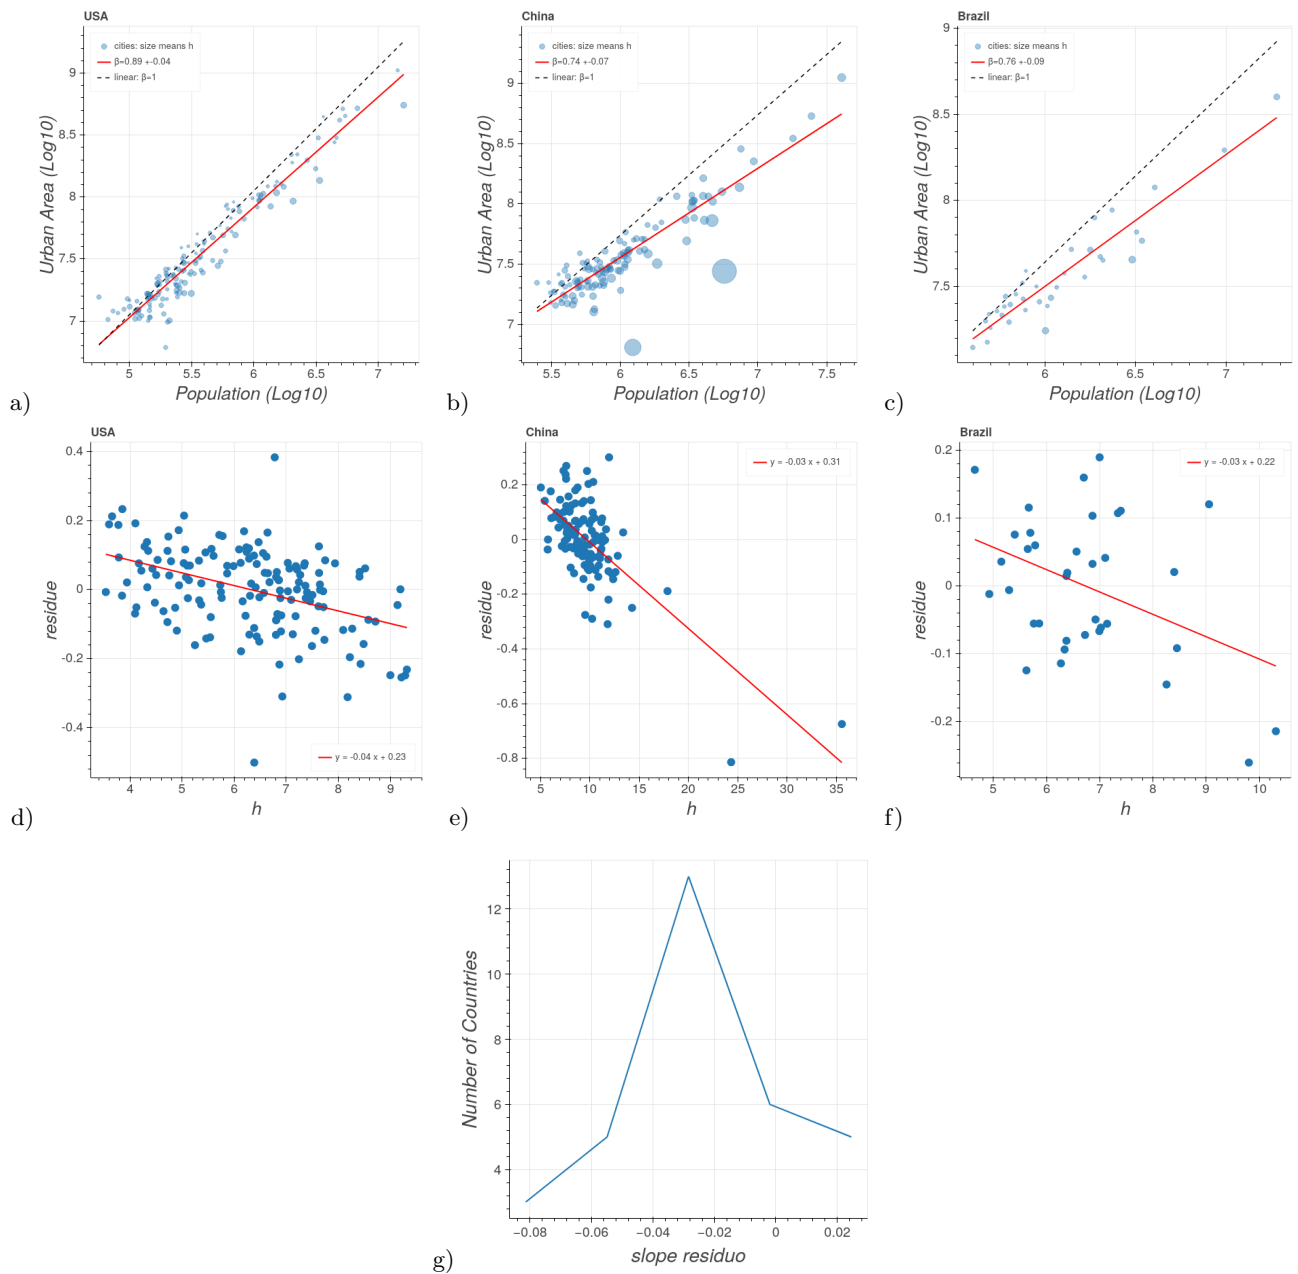 USA
cities: size means h
β=0.89 +-0.04
linear: β=1
9
8.5
8
7.5
7
Urban Area (Log10)
5
5.5
6
6.5
7
Population (Log10)
a)
China
cities: size means h
β=0.74 +-0.07
linear: β=1
9
8.5
8
7.5
7
Urban Area (Log10)
5.5
6
6.5
7
7.5
Population (Log10)
b)
Brazil
cities: size means h
β=0.76 +-0.09
linear: β=1
9
8.5
8
7.5
Urban Area (Log10)
6
6.5
7
Population (Log10)
c)
USA
0.4
0.2
0
-0.2
-0.4
residue
y = -0.04 x + 0.23
4
5
6
7
8
9
h
d)
China
y = -0.03 x + 0.31
0.2
0
-0.2
-0.4
-0.6
-0.8
residue
5
10
15
20
25
30
35
h
e)
Brazil
y = -0.03 x + 0.22
0.2
0.1
0
-0.1
-0.2
residue
5
6
7
8
9
10
h
f)
12
10
8
6
4
Number of Countries
−0.08
−0.06
−0.04
−0.02
0
0.02
slope residuo
g)